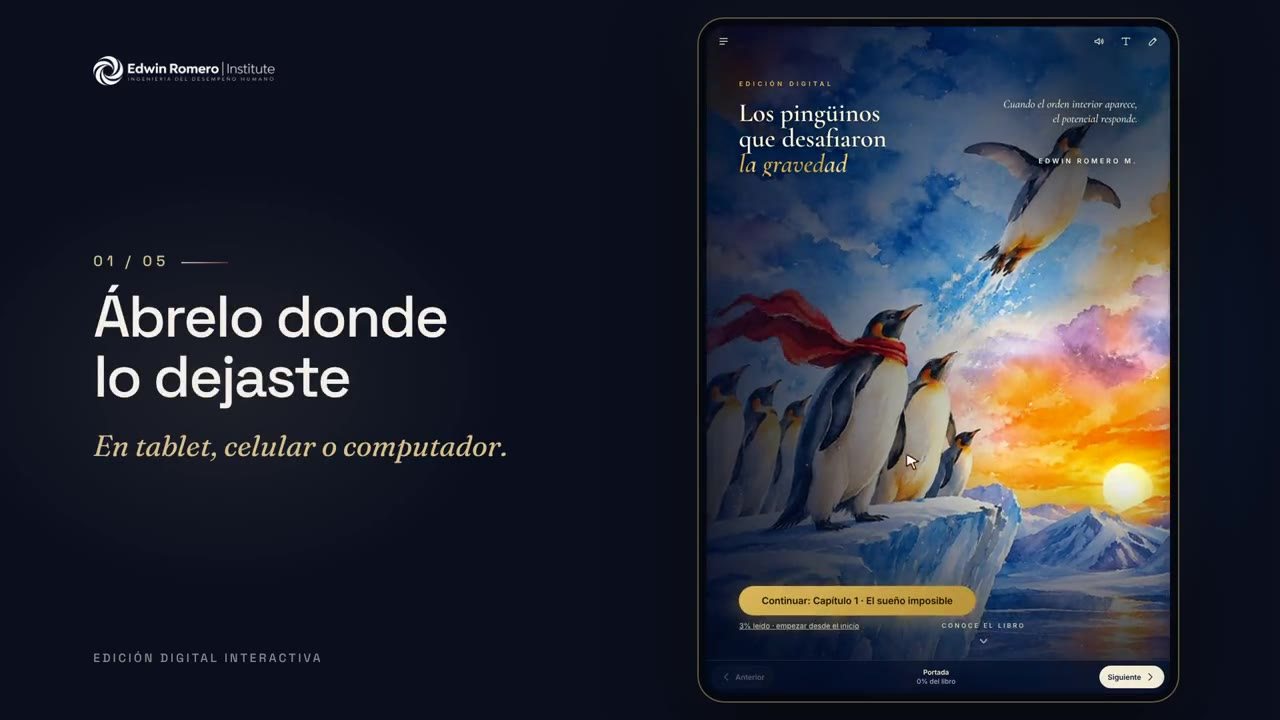 Edwin Romero | Institute
INGENIERÍA DEL DESEMPEÑO HUMANO
01 / 05
Ábrelo donde
lo dejaste
En tablet, celular o computador.
EDICIÓN DIGITAL INTERACTIVA
EDICIÓN DIGITAL
Los pingüinos
que desafiaron
la gravedad
Cuando el orden interior aparece,
el potencial responde.
EDWIN ROMERO M.
Continuar: Capítulo 1 · El sueño imposible
3% leído · empezar desde el inicio
CONOCE EL LIBRO
Anterior
Portada
0% del libro
Siguiente